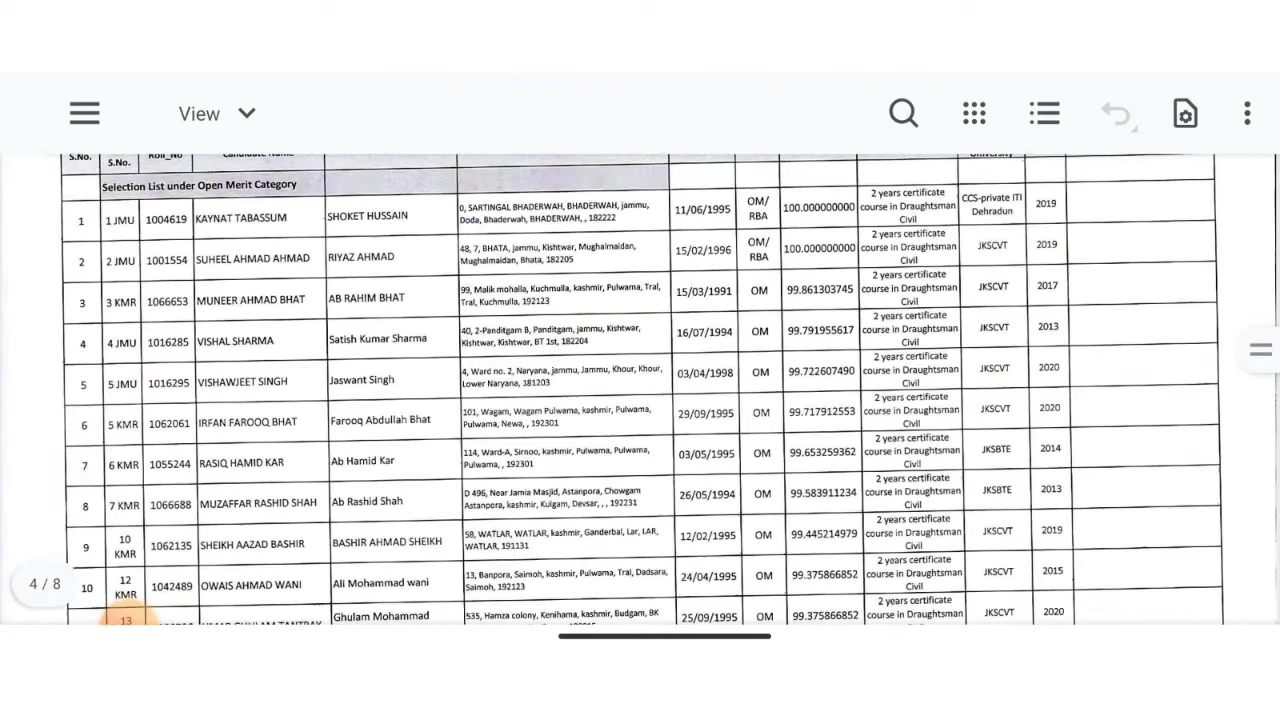 View
S.No. S.No. Roll_No Candidate Name University
Selection List under Open Merit Category
1 1 JMU 1004619 KAYNAT TABASSUM SHOKET HUSSAIN 0, SARTINGAL BHADERWAH, BHADERWAH, jammu, Doda, Bhaderwah, BHADERWAH, , 182222 11/06/1995 OM/ RBA 100.000000000 2 years certificate course in Draughtsman Civil CCS-private ITI Dehradun 2019
2 2 JMU 1001554 SUHEEL AHMAD AHMAD RIYAZ AHMAD 48, 7, BHATA, jammu, Kishtwar, Mughalmaidan, Mughalmaidan, Bhata, 182205 15/02/1996 OM/ RBA 100.000000000 2 years certificate course in Draughtsman Civil JKSCVT 2019
3 3 KMR 1066653 MUNEER AHMAD BHAT AB RAHIM BHAT 99, Malik mohalla, Kuchmulla, kashmir, Pulwama, Tral, Tral, Kuchmulla, 192123 15/03/1991 OM 99.861303745 2 years certificate course in Draughtsman Civil JKSCVT 2017
4 4 JMU 1016285 VISHAL SHARMA Satish Kumar Sharma 40, 2-Panditgam B, Panditgam, jammu, Kishtwar, Kishtwar, Kishtwar, BT 1st, 182204 16/07/1994 OM 99.791955617 2 years certificate course in Draughtsman Civil JKSCVT 2013
5 5 JMU 1016295 VISHAWJEET SINGH Jaswant Singh 4, Ward no. 2, Naryana, jammu, Jammu, Khour, Khour, Lower Naryana, 181203 03/04/1998 OM 99.722607490 2 years certificate course in Draughtsman Civil JKSCVT 2020
6 5 KMR 1062061 IRFAN FAROOQ BHAT Farooq Abdullah Bhat 101, Wagam, Wagam Pulwama, kashmir, Pulwama, Pulwama, Newa, , 192301 29/09/1995 OM 99.717912553 2 years certificate course in Draughtsman Civil JKSCVT 2020
7 6 KMR 1055244 RASIQ HAMID KAR Ab Hamid Kar 114, Ward-A, Sirnoo, kashmir, Pulwama, Pulwama, Pulwama, , 192301 03/05/1995 OM 99.653259362 2 years certificate course in Draughtsman Civil JKSBTE 2014
8 7 KMR 1066688 MUZAFFAR RASHID SHAH Ab Rashid Shah D 496, Near Jamia Masjid, Astanpora, Chowgam Astanpora, kashmir, Kulgam, Devsar, , , 192231 26/05/1994 OM 99.583911234 2 years certificate course in Draughtsman Civil JKSBTE 2013
9 10 KMR 1062135 SHEIKH AAZAD BASHIR BASHIR AHMAD SHEIKH 58, WATLAR, WATLAR, kashmir, Ganderbal, Lar, LAR, WATLAR, 191131 12/02/1995 OM 99.445214979 2 years certificate course in Draughtsman Civil JKSCVT 2019
10 12 KMR 1042489 OWAIS AHMAD WANI Ali Mohammad wani 13, Banpora, Saimoh, kashmir, Pulwama, Tral, Dadsara, Saimoh, 192123 24/04/1995 OM 99.375866852 2 years certificate course in Draughtsman Civil JKSCVT 2015
13 Ghulam Mohammad 535, Hamza colony, Kenihama, kashmir, Budgam, BK 25/09/1995 OM 99.375866852 2 years certificate course in Draughtsman JKSCVT 2020
4 / 8